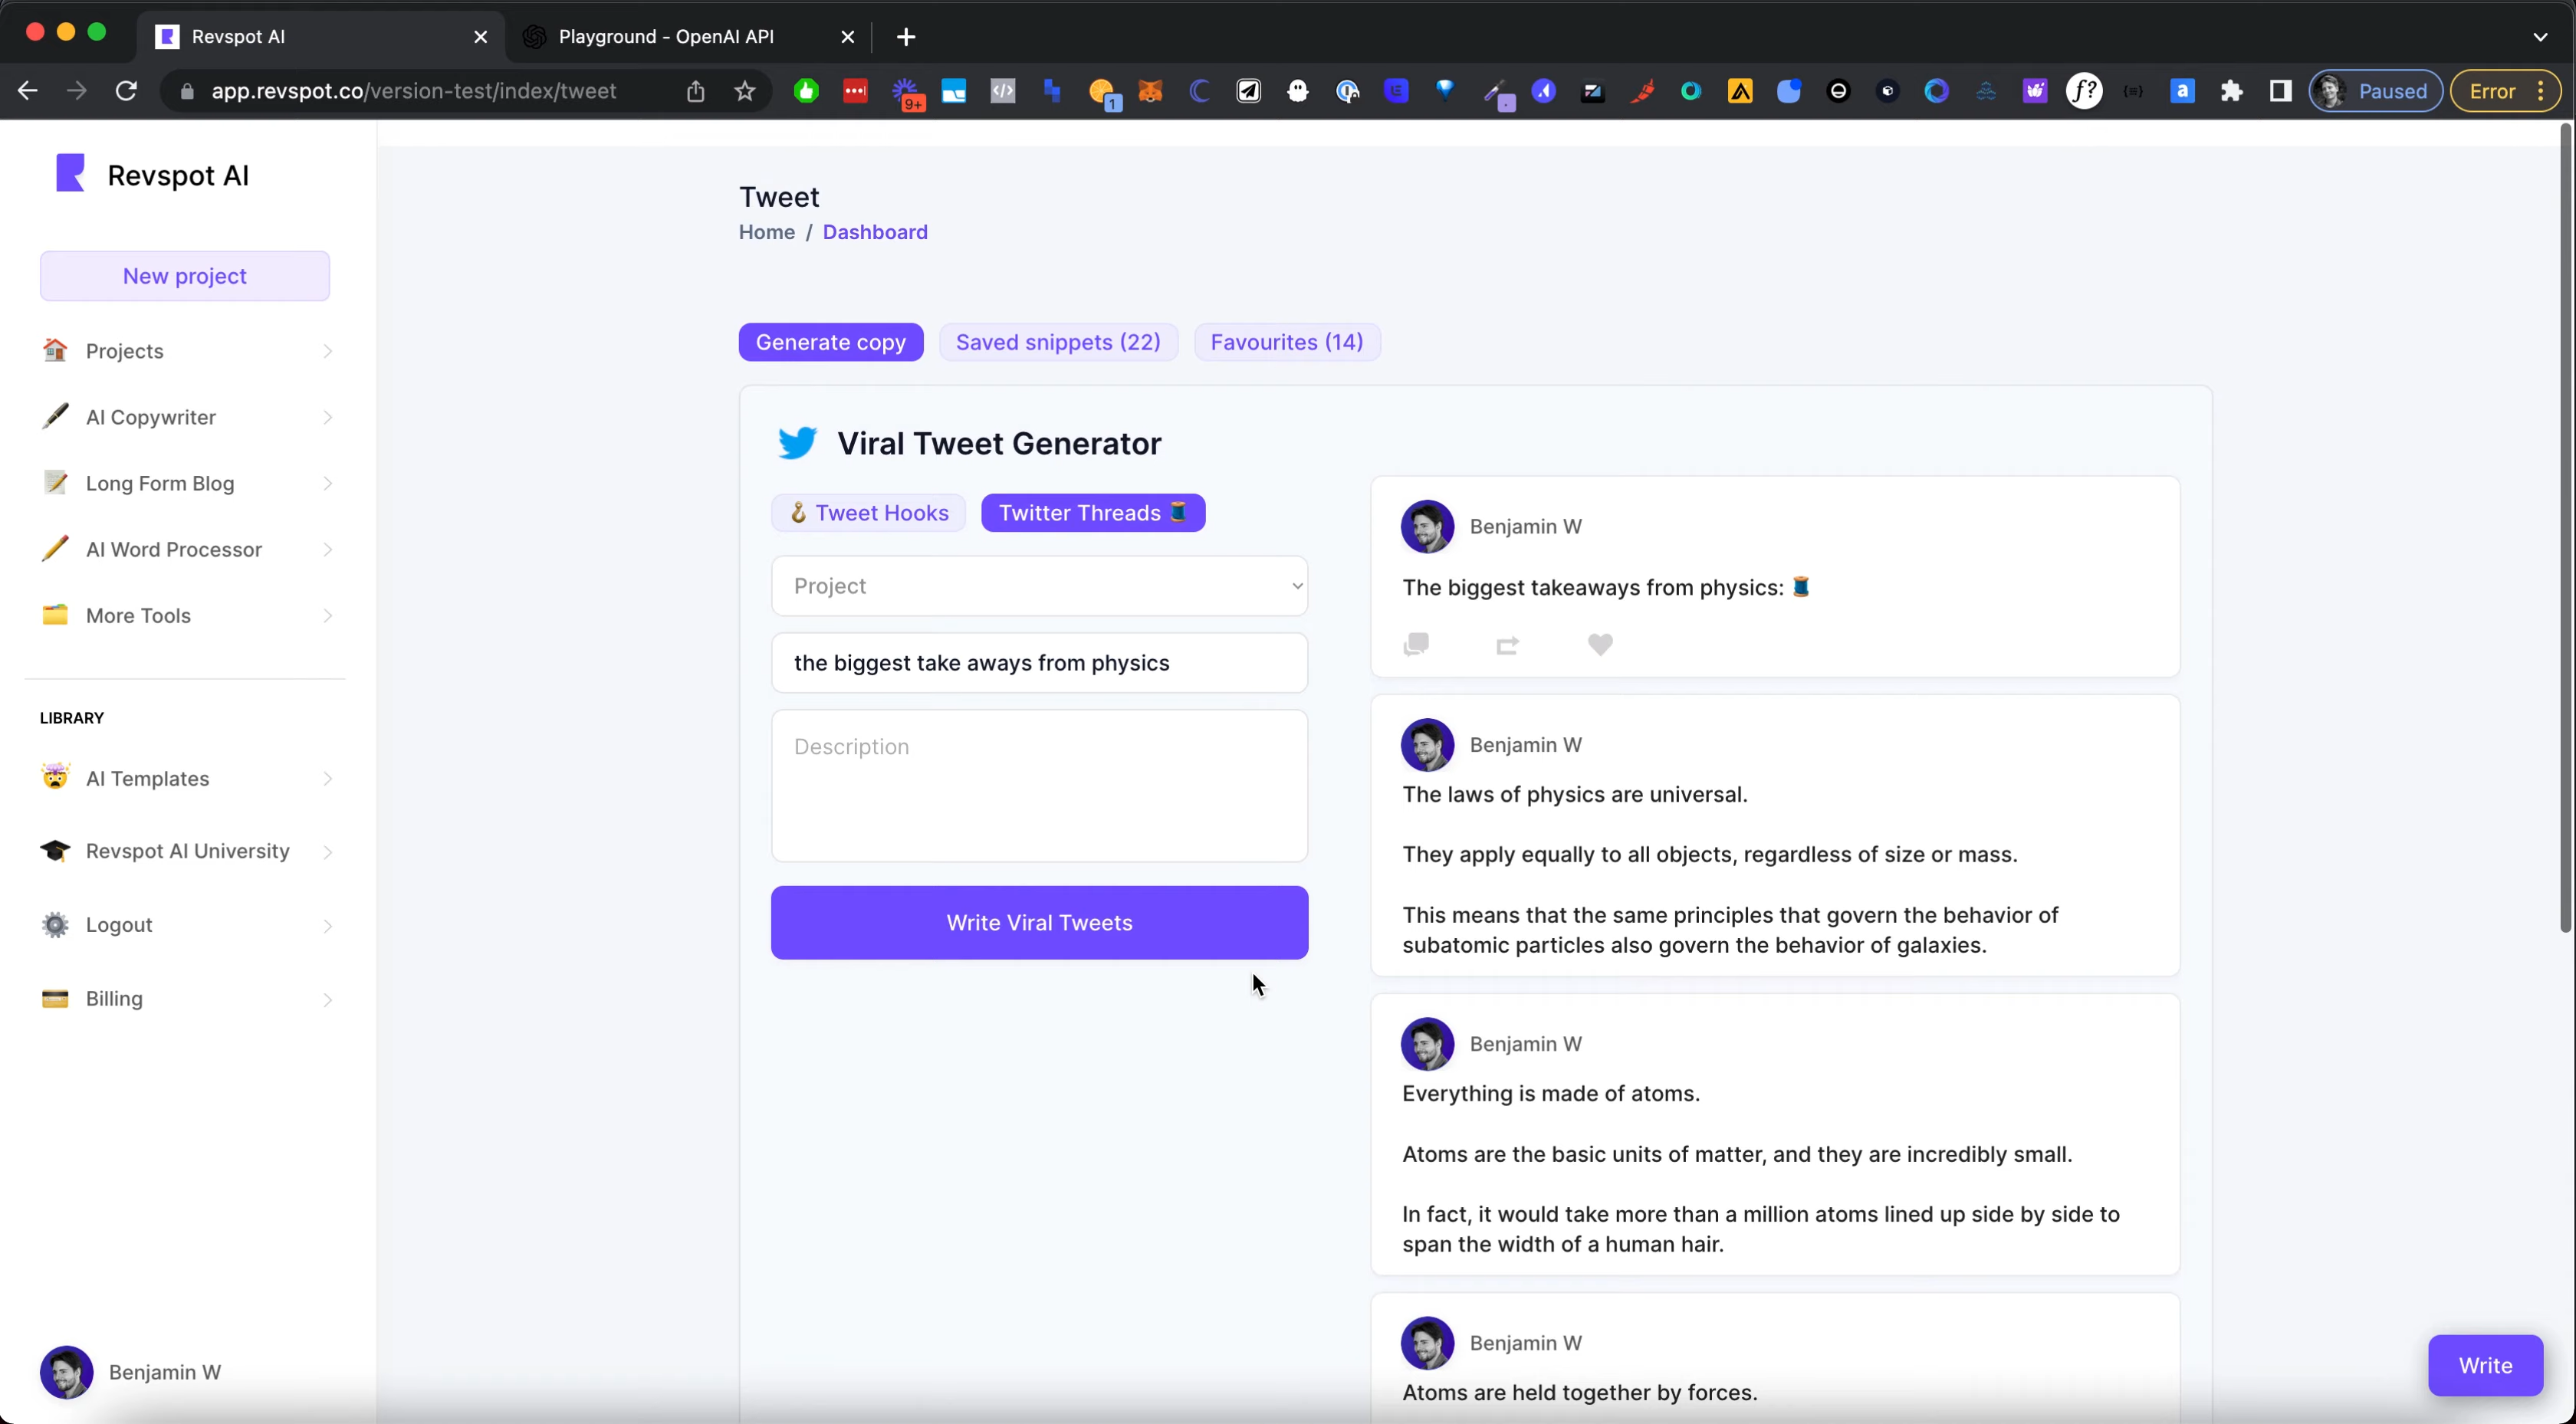 Revspot AI
Playground - OpenAI API
app.revspot.co/version-test/index/tweet
9+
1
f?
a
Paused
Error
Revspot AI
New project
Projects
AI Copywriter
Long Form Blog
AI Word Processor
More Tools
LIBRARY
AI Templates
Revspot AI University
Logout
Billing
Benjamin W
Tweet
Home / Dashboard
Generate copy
Saved snippets (22)
Favourites (14)
Viral Tweet Generator
Tweet Hooks
Twitter Threads
Project
the biggest take aways from physics
Description
Write Viral Tweets
Benjamin W
The biggest takeaways from physics:
Benjamin W
The laws of physics are universal.
They apply equally to all objects, regardless of size or mass.
This means that the same principles that govern the behavior of
subatomic particles also govern the behavior of galaxies.
Benjamin W
Everything is made of atoms.
Atoms are the basic units of matter, and they are incredibly small.
In fact, it would take more than a million atoms lined up side by side to
span the width of a human hair.
Benjamin W
Atoms are held together by forces.
Write